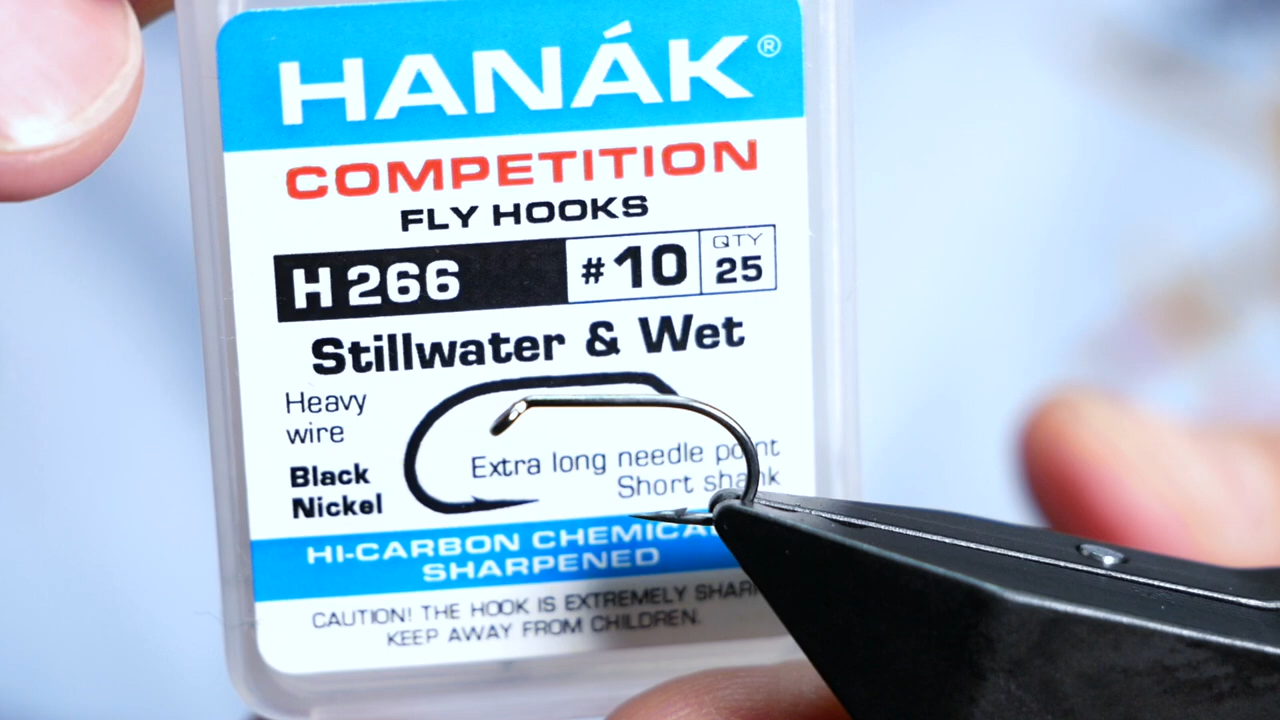 HANÁK®
COMPETITION
FLY HOOKS
H 266 #10 QTY 25
Stillwater & Wet
Heavy
wire
Extra long needle point
Short shank
Black
Nickel
HI-CARBON CHEMICAL
SHARPENED
CAUTION! THE HOOK IS EXTREMELY SHARP
KEEP AWAY FROM CHILDREN.